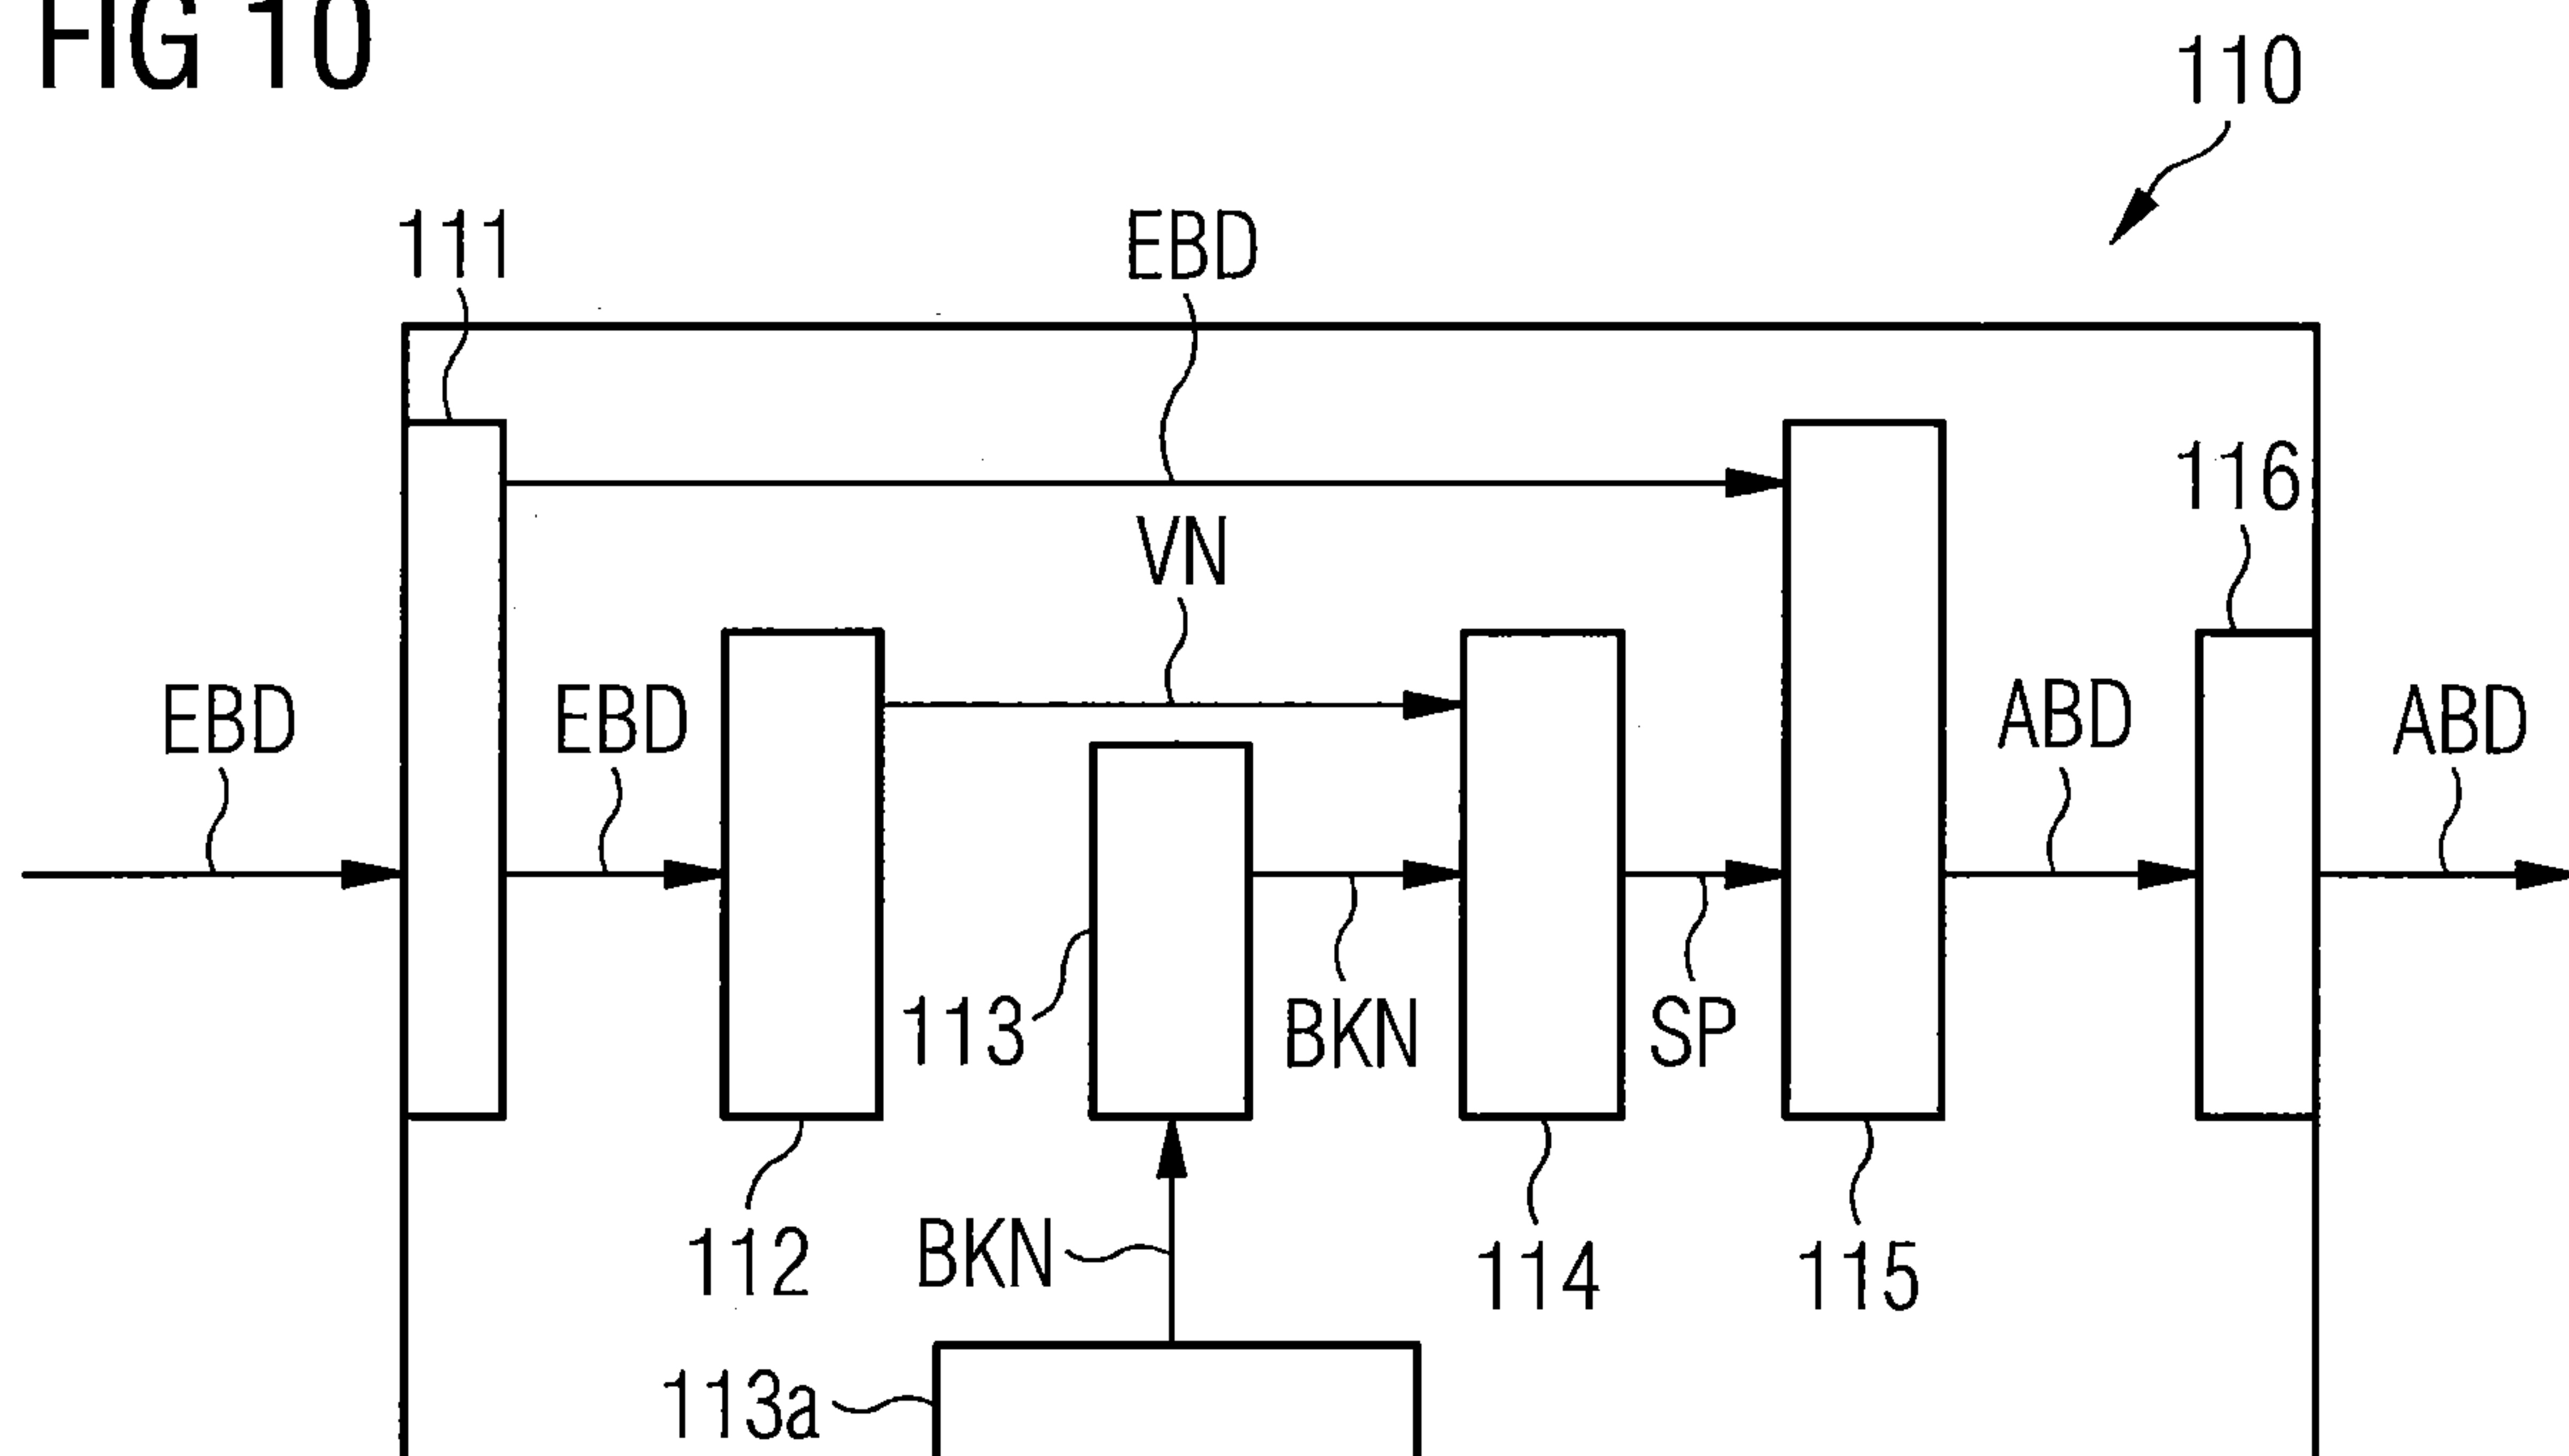 FIG 10
110
111
EBD
116
VN
EBD
EBD
ABD
ABD
113
BKN
SP
112
BKN
114
115
113a